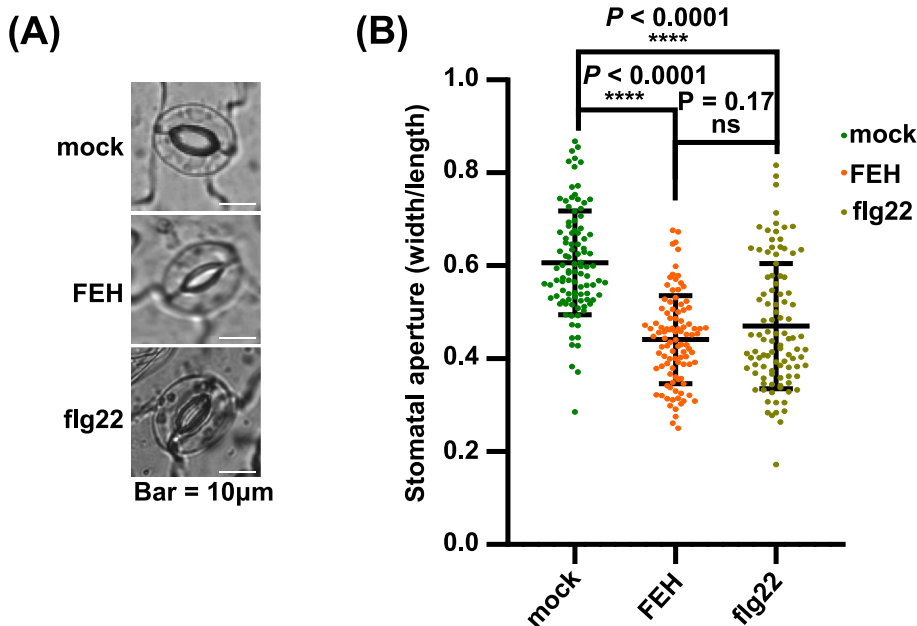 (A)
mock
FEH
flg22
Bar = 10µm
(B)
P < 0.0001
****
P < 0.0001
****
P = 0.17
ns
Stomatal aperture (width/length)
1.0
0.8
0.6
0.4
0.2
0.0
mock
FEH
flg22
mock
FEH
flg22